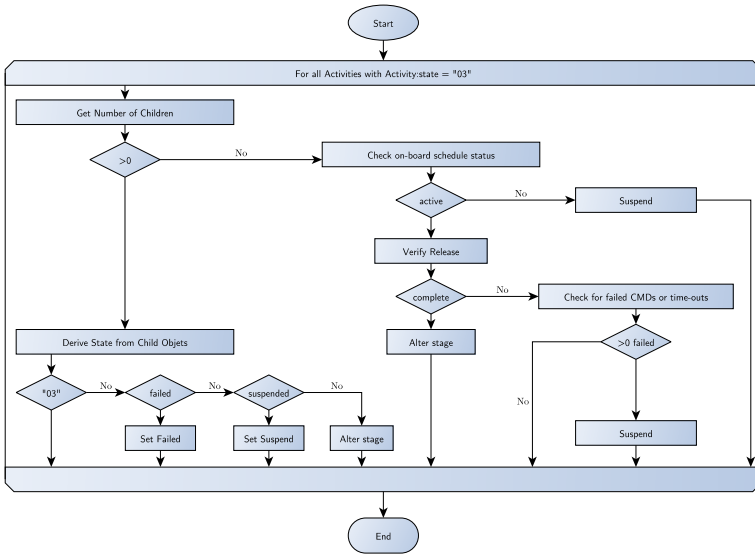 Start
For all Activities with Activity:state = "03"
Get Number of Children
>0
No
Check on-board schedule status
active
No
Suspend
Verify Release
complete
No
Check for failed CMDs or time-outs
Derive State from Child Objets
Alter stage
>0 failed
No
"03"
No
failed
No
suspended
No
Set Failed
Set Suspend
Alter stage
Suspend
End